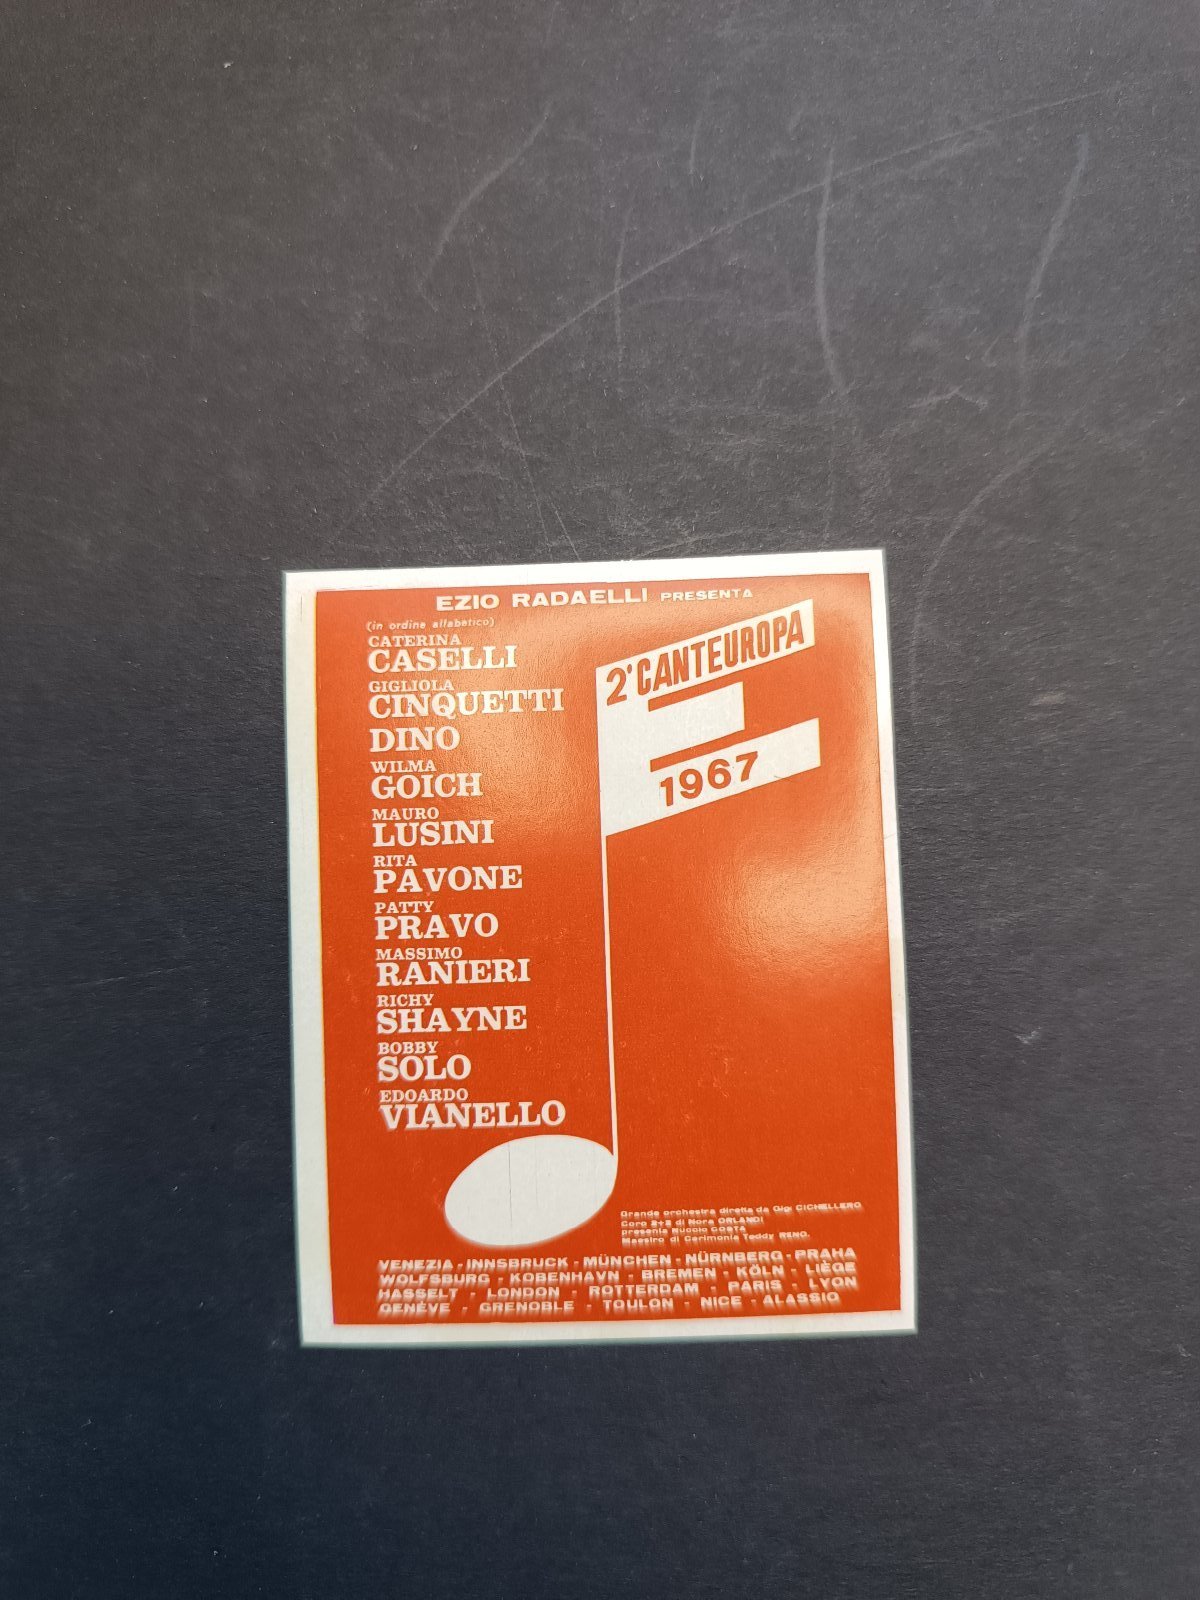 EZIO RADAELLI PRESENTA
(in ordine alfabetico)
CATERINA
CASELLI
GIGLIOLA
CINQUETTI
DINO
WILMA
GOICH
MAURO
LUSINI
RITA
PAVONE
PATTY
PRAVO
MASSIMO
RANIERI
RICHY
SHAYNE
BOBBY
SOLO
EDOARDO
VIANELLO
2° CANTEUROPA
1967
Grande orchestra diretta da Gigi CICHELLERO
Coro 2+2 di Nora ORLANDI
presenta Nuccio COSTA
Maestro di Cerimonia Teddy RENO.
VENEZIA - INNSBRUCK - MÜNCHEN - NÜRNBERG - PRAHA
WOLFSBURG - KOBENHAVN - BREMEN - KÖLN - LIÈGE
HASSELT - LONDON - ROTTERDAM - PARIS - LYON
GENÈVE - GRENOBLE - TOULON - NICE - ALASSIO